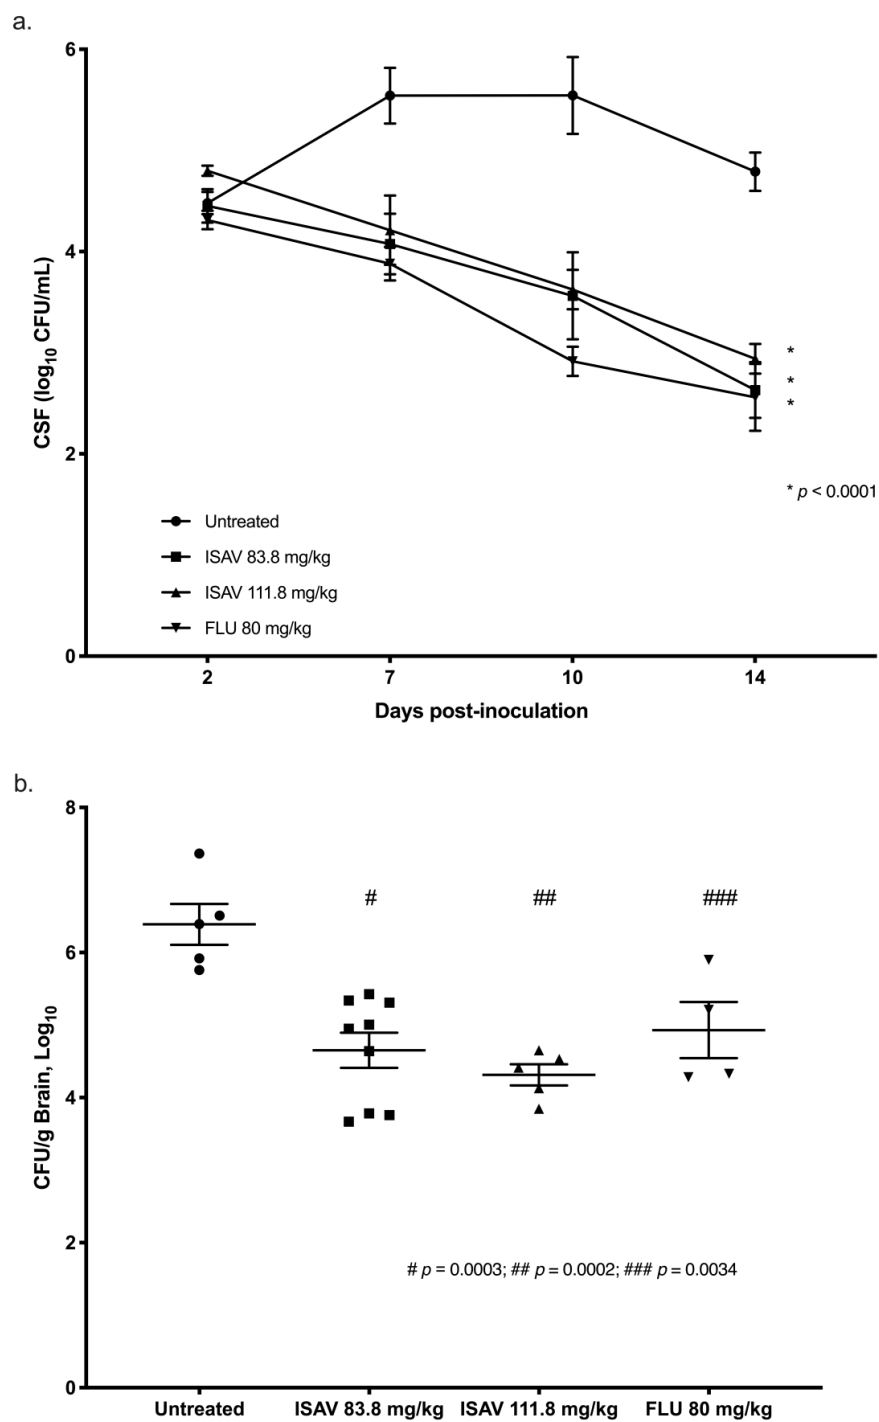 a.
6
4
2
0
CSF (log10 CFU/mL)
*
*
*
* p < 0.0001
Untreated
ISAV 83.8 mg/kg
ISAV 111.8 mg/kg
FLU 80 mg/kg
2 7 10 14
Days post-inoculation
b.
8
6
4
2
0
CFU/g Brain, Log10
# ## ###
# p = 0.0003; ## p = 0.0002; ### p = 0.0034
Untreated ISAV 83.8 mg/kg ISAV 111.8 mg/kg FLU 80 mg/kg